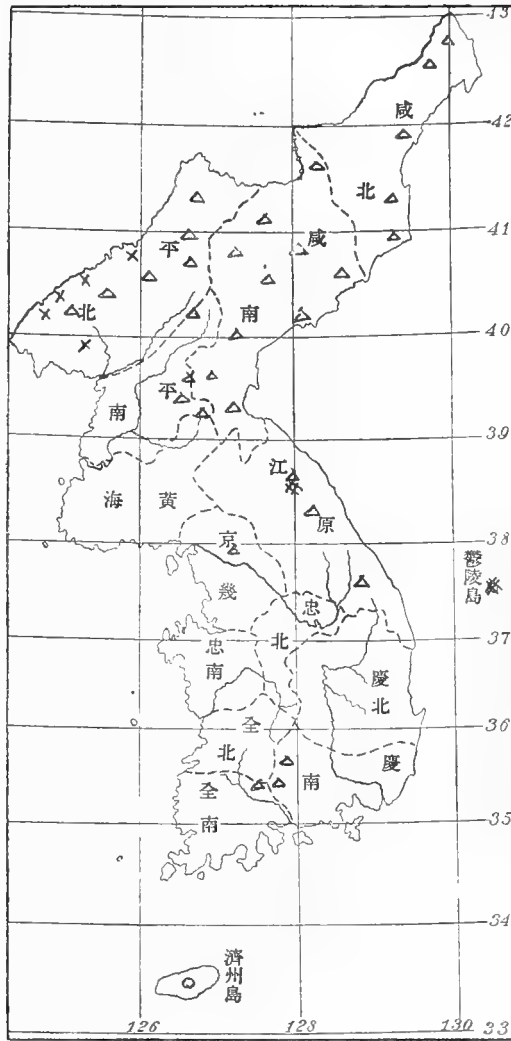 43
42
41
40
39
38
37
36
35
34
33
126
128
130
咸
北
咸
南
平
北
平
南
黃
海
江
原
京
畿
忠
北
忠
南
慶
北
慶
南
全
北
全
南
鬱陵島
濟州島